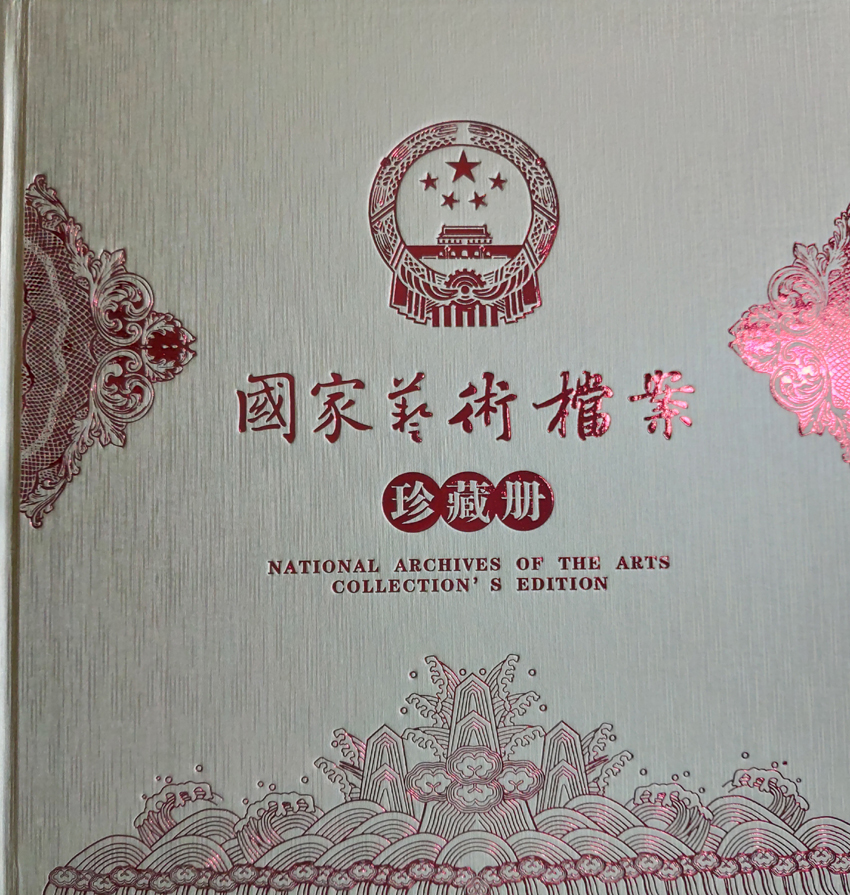 國家藝術檔案
珍藏册
NATIONAL ARCHIVES OF THE ARTS
COLLECTION' S EDITION